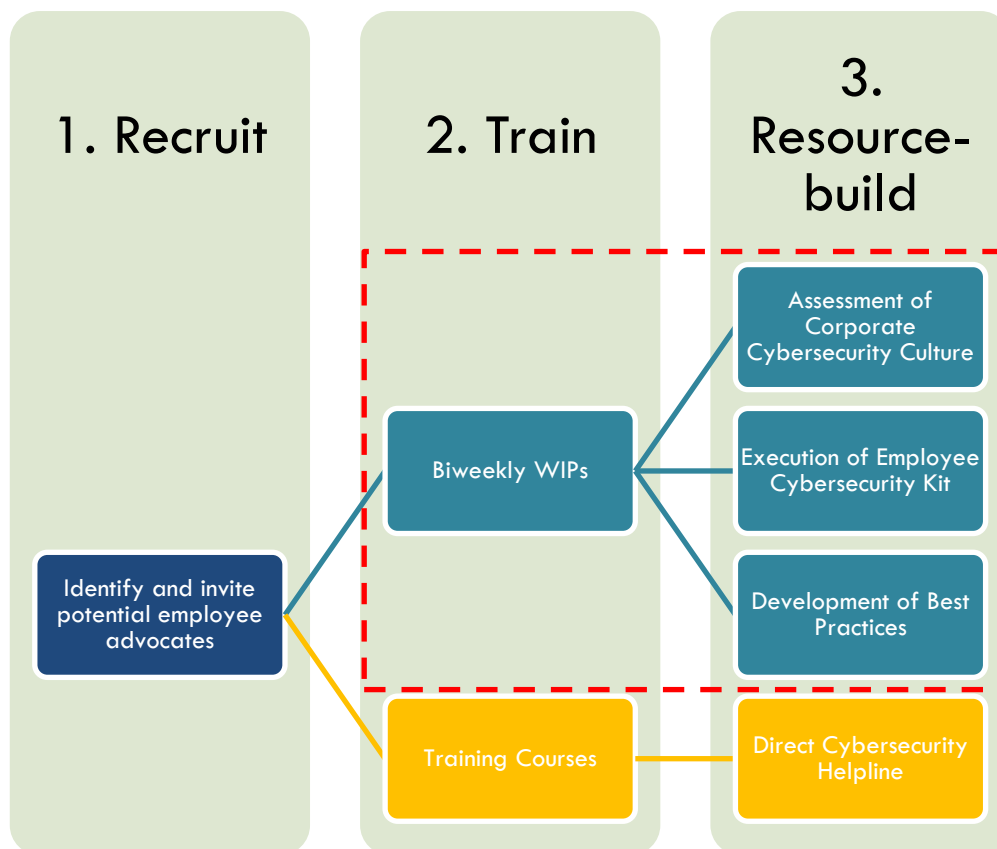 1. Recruit
2. Train
3.
Resource-
build
Identify and invite
potential employee
advocates
Biweekly WIPs
Training Courses
Assessment of
Corporate
Cybersecurity Culture
Execution of Employee
Cybersecurity Kit
Development of Best
Practices
Direct Cybersecurity
Helpline